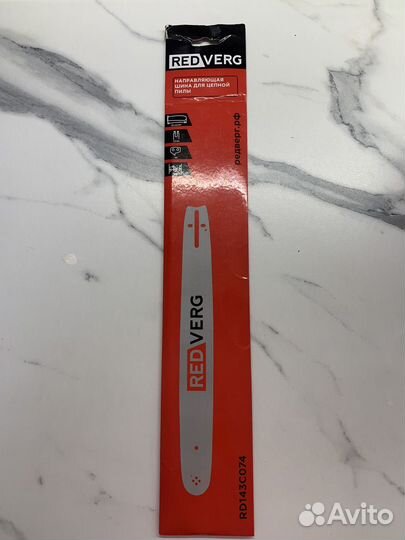 REDVERG
НАПРАВЛЯЮЩАЯ
ШИНА ДЛЯ ЦЕПНОЙ
ПИЛЫ
редверг.рф
REDVERG
RD143C074
Avito